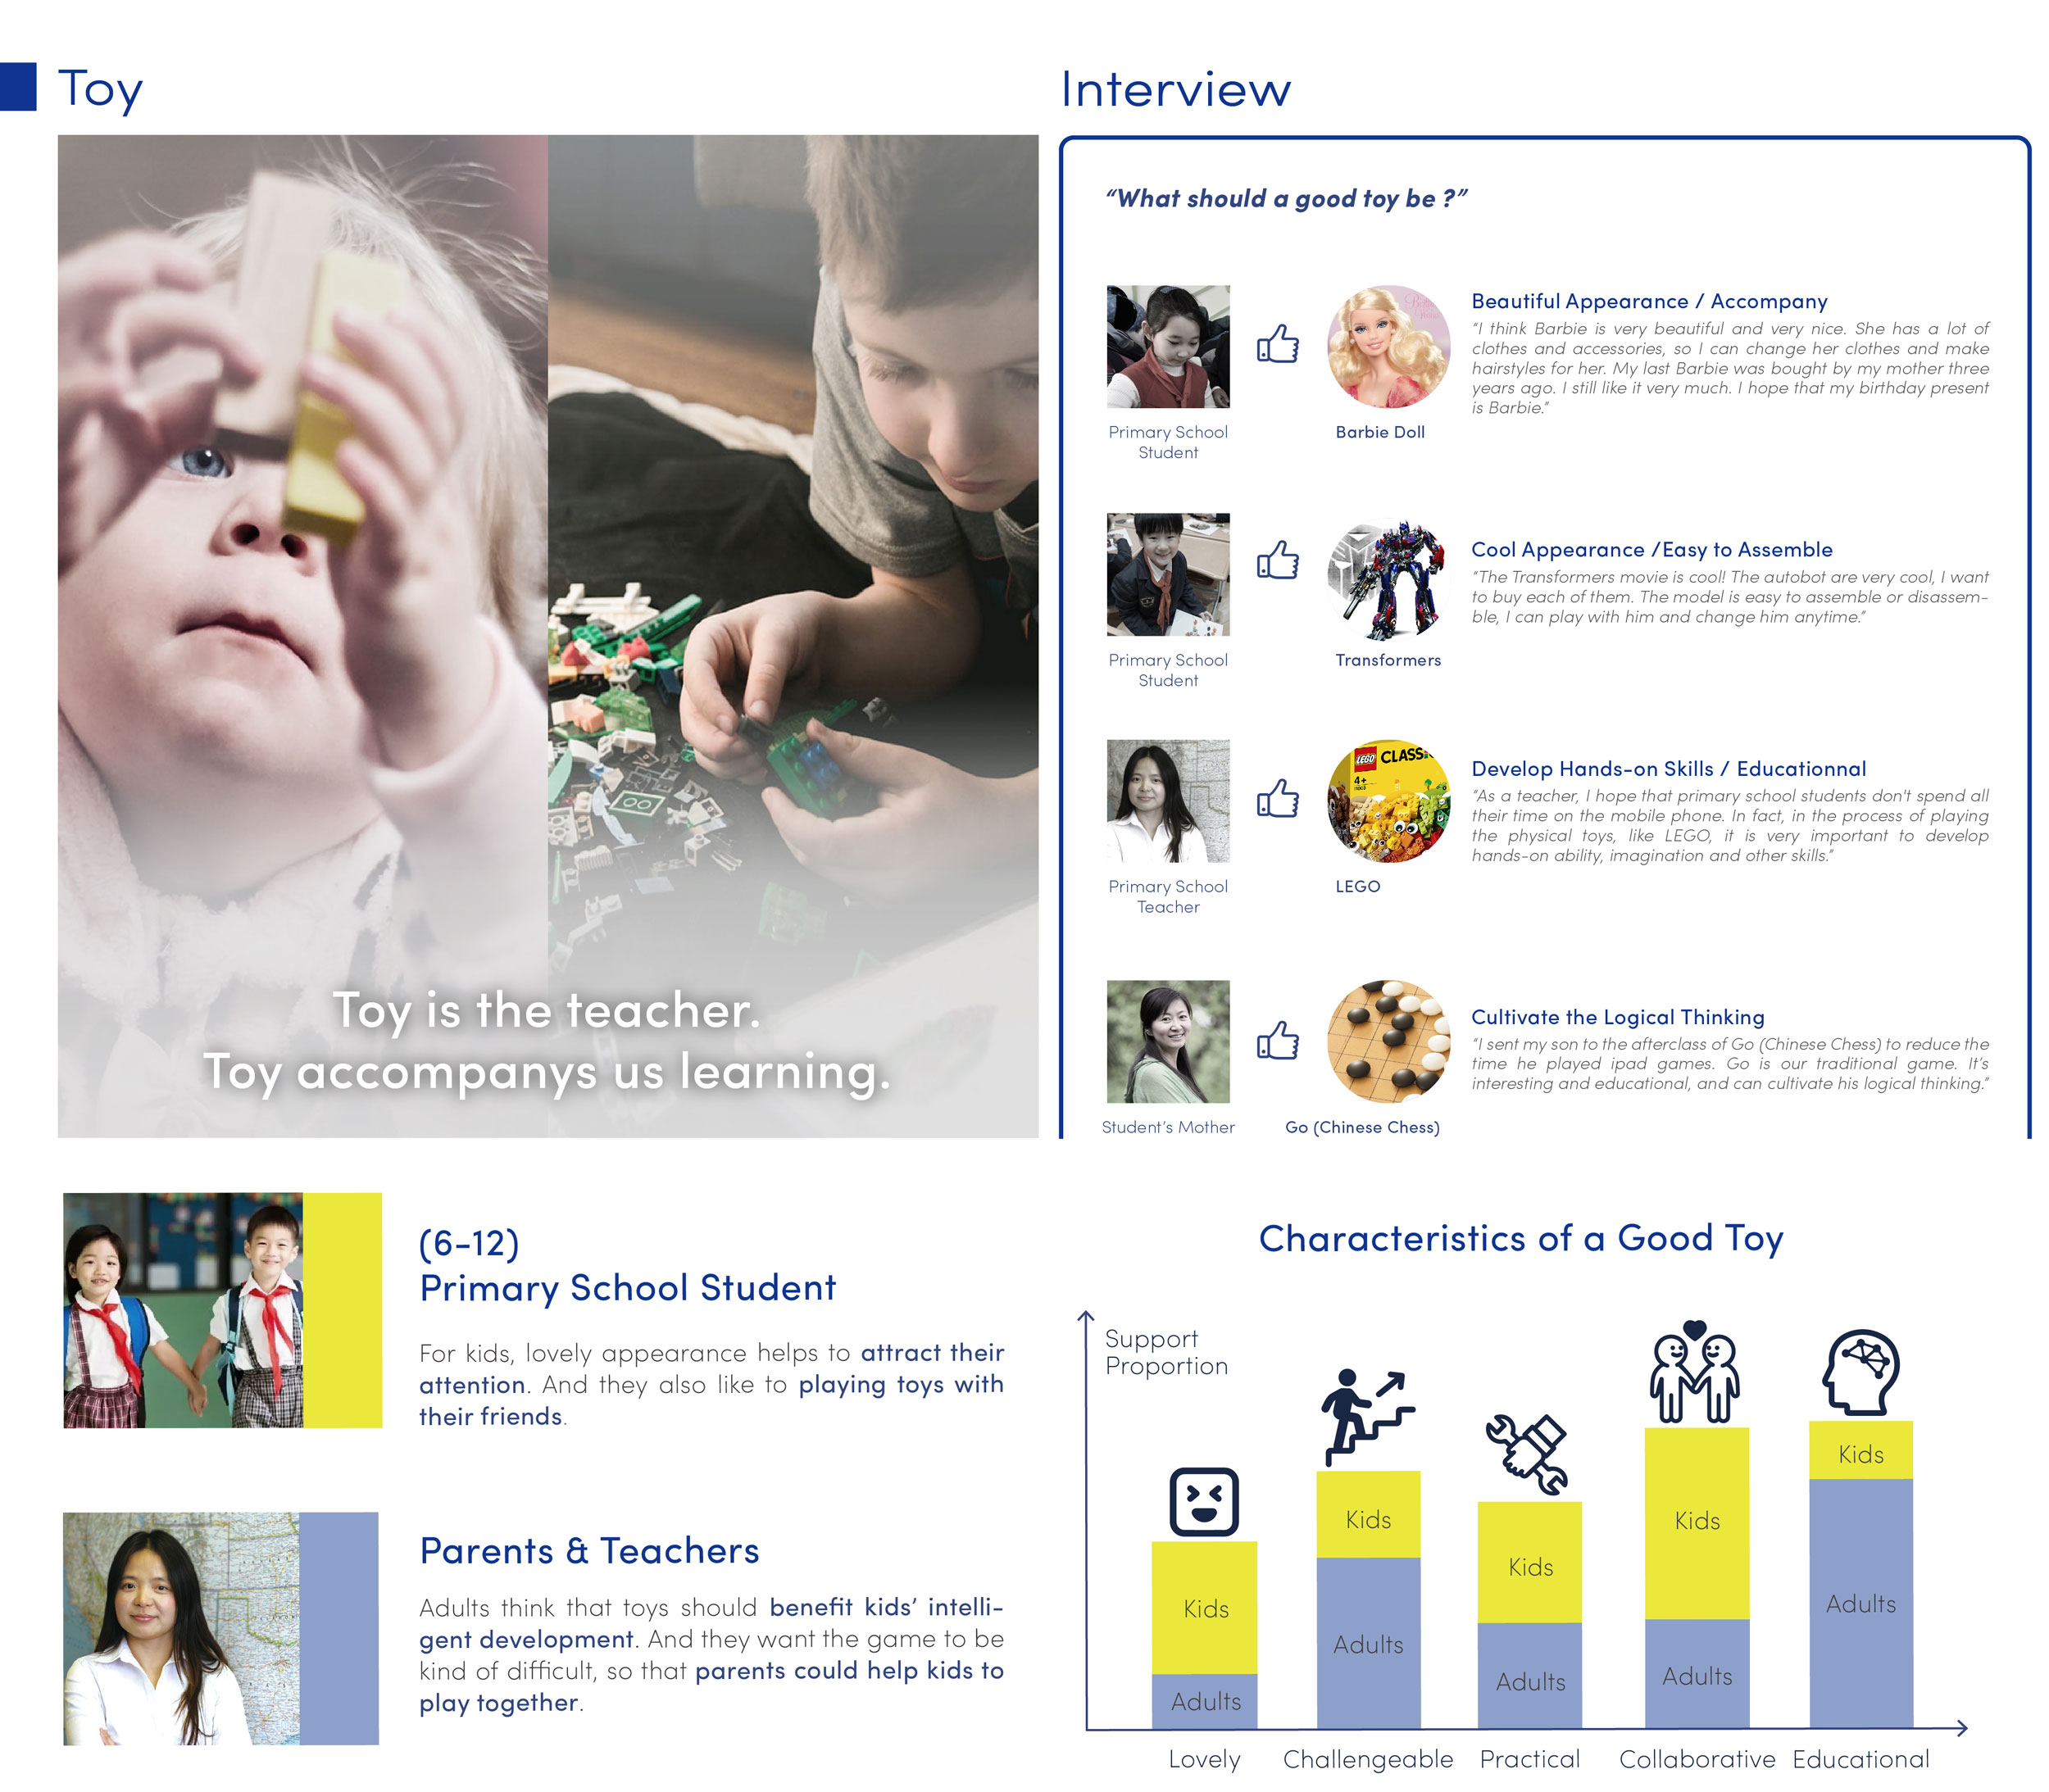 Toy
Toy is the teacher.
Toy accompanys us learning.
Interview
“What should a good toy be ?”
Primary School
Student
Barbie Doll
Beautiful Appearance / Accompany
“I think Barbie is very beautiful and very nice. She has a lot of
clothes and accessories, so I can change her clothes and make
hairstyles for her. My last Barbie was bought by my mother three
years ago. I still like it very much. I hope that my birthday present
is Barbie.”
Primary School
Student
Transformers
Cool Appearance /Easy to Assemble
“The Transformers movie is cool! The autobot are very cool, I want
to buy each of them. The model is easy to assemble or disassem-
ble, I can play with him and change him anytime.”
Primary School
Teacher
LEGO
CLASS
4+
LEGO
Develop Hands-on Skills / Educationnal
“As a teacher, I hope that primary school students don't spend all
their time on the mobile phone. In fact, in the process of playing
the physical toys, like LEGO, it is very important to develop
hands-on ability, imagination and other skills.”
Student’s Mother
Go (Chinese Chess)
Cultivate the Logical Thinking
“I sent my son to the afterclass of Go (Chinese Chess) to reduce the
time he played ipad games. Go is our traditional game. It’s
interesting and educational, and can cultivate his logical thinking.”
(6-12)
Primary School Student
For kids, lovely appearance helps to attract their
attention. And they also like to playing toys with
their friends.
Parents & Teachers
Adults think that toys should benefit kids’ intelli-
gent development. And they want the game to be
kind of difficult, so that parents could help kids to
play together.
Characteristics of a Good Toy
Support
Proportion
Kids
Adults
Kids
Adults
Kids
Adults
Kids
Adults
Kids
Adults
Lovely
Challengeable
Practical
Collaborative
Educational